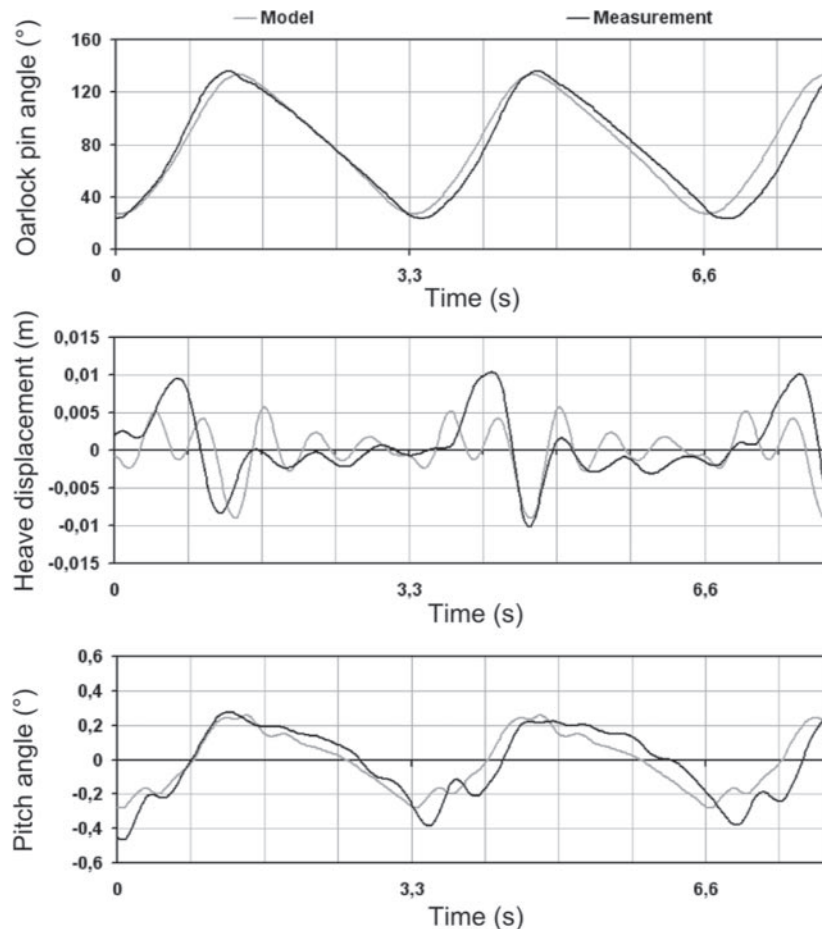 Model Measurement
Oarlock pin angle (°)
160
120
80
40
0
0 3,3 6,6
Time (s)
Heave displacement (m)
0,015
0,01
0,005
0
-0,005
-0,01
-0,015
0 3,3 6,6
Time (s)
Pitch angle (°)
0,6
0,4
0,2
0
-0,2
-0,4
-0,6
0 3,3 6,6
Time (s)